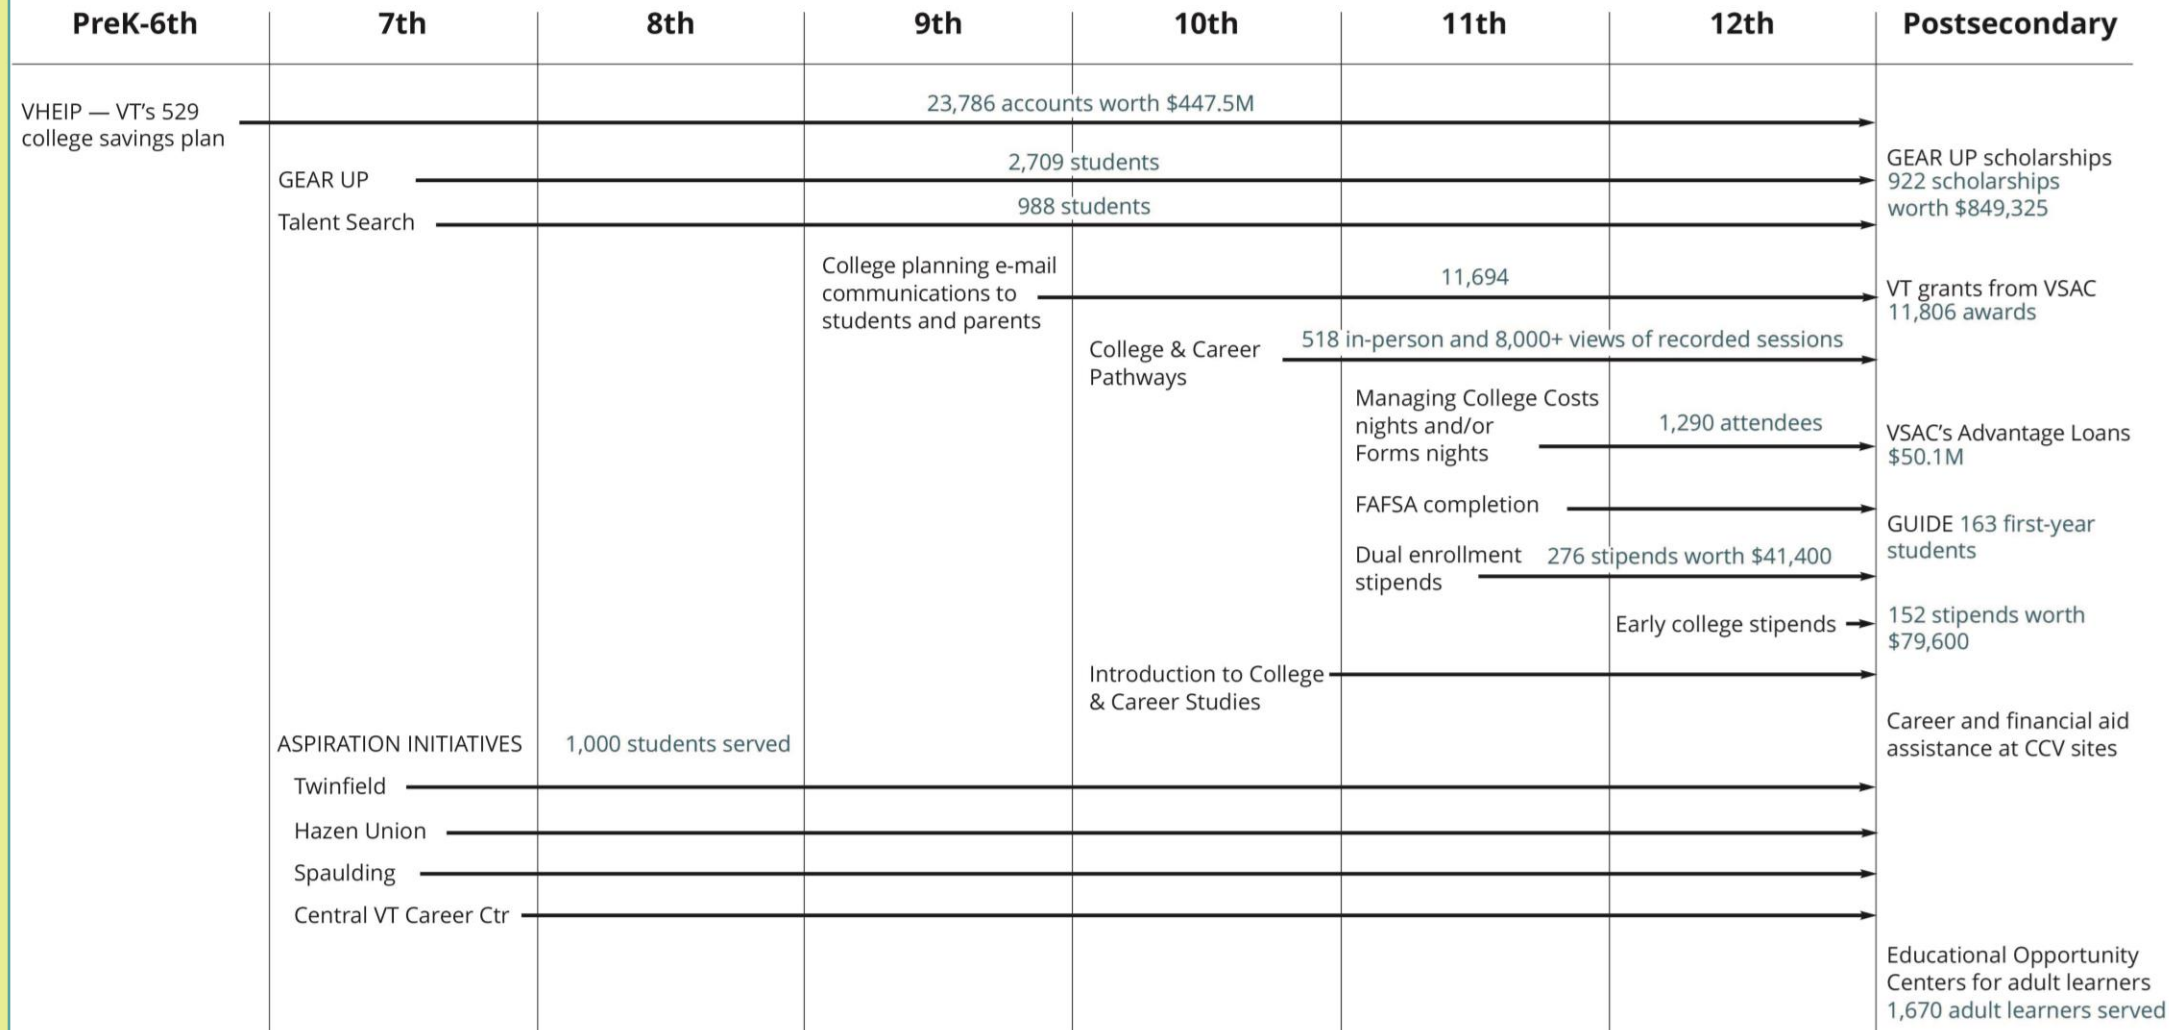 PreK-6th 7th 8th 9th 10th 11th 12th Postsecondary
VHEIP — VT's 529
college savings plan
23,786 accounts worth $447.5M
GEAR UP
2,709 students
GEAR UP scholarships
922 scholarships
worth $849,325
Talent Search
988 students
College planning e-mail
communications to
students and parents
11,694
VT grants from VSAC
11,806 awards
College & Career
Pathways
518 in-person and 8,000+ views of recorded sessions
Managing College Costs
nights and/or
Forms nights
1,290 attendees
VSAC's Advantage Loans
$50.1M
FAFSA completion
GUIDE 163 first-year
students
Dual enrollment
stipends
276 stipends worth $41,400
Early college stipends
152 stipends worth
$79,600
Introduction to College
& Career Studies
Career and financial aid
assistance at CCV sites
ASPIRATION INITIATIVES
1,000 students served
Twinfield
Hazen Union
Spaulding
Central VT Career Ctr
Educational Opportunity
Centers for adult learners
1,670 adult learners served